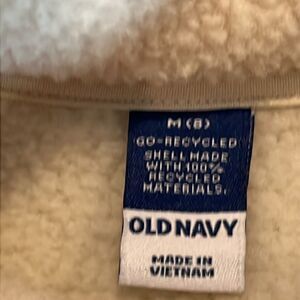 M (8)
GO-RECYCLED
SHELL MADE
WITH 100%
RECYCLED
MATERIALS.
OLD NAVY
MADE IN
VIETNAM